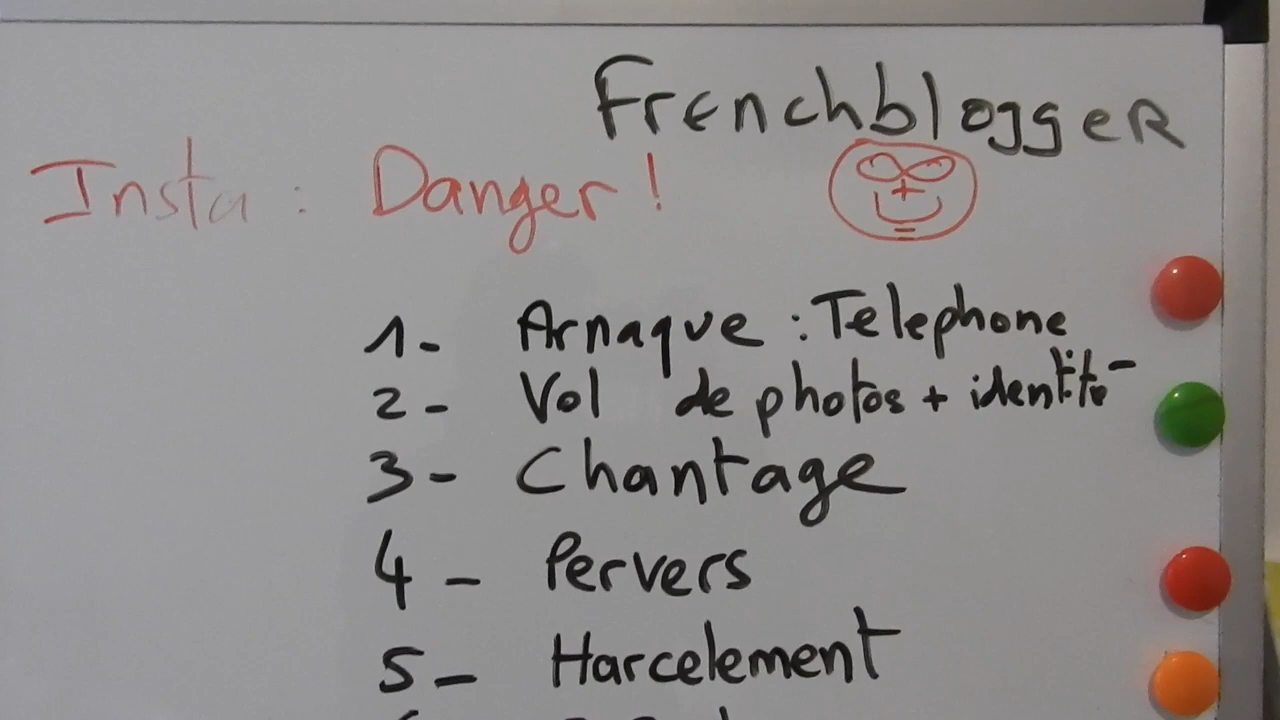 FrenchbloggeR
Insta : Danger !
1- Arnaque : Telephone
2- Vol de photos + identité
3- Chantage
4- Pervers
5- Harcelement